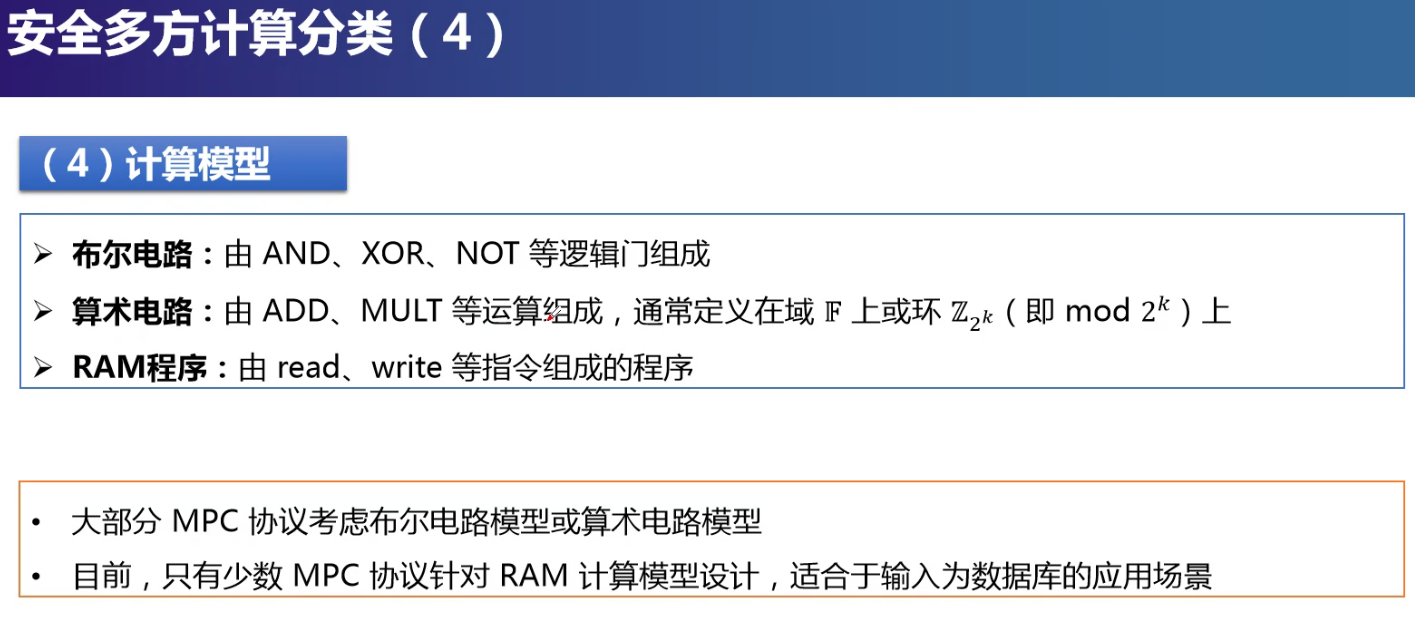 安全多方计算分类（4）
（4）计算模型
➢ 布尔电路：由 AND、XOR、NOT 等逻辑门组成
➢ 算术电路：由 ADD、MULT 等运算组成，通常定义在域 𝔽 上或环 ℤ_{2^k}（即 mod 2^k）上
➢ RAM程序：由 read、write 等指令组成的程序
• 大部分 MPC 协议考虑布尔电路模型或算术电路模型
• 目前，只有少数 MPC 协议针对 RAM 计算模型设计，适合于输入为数据库的应用场景